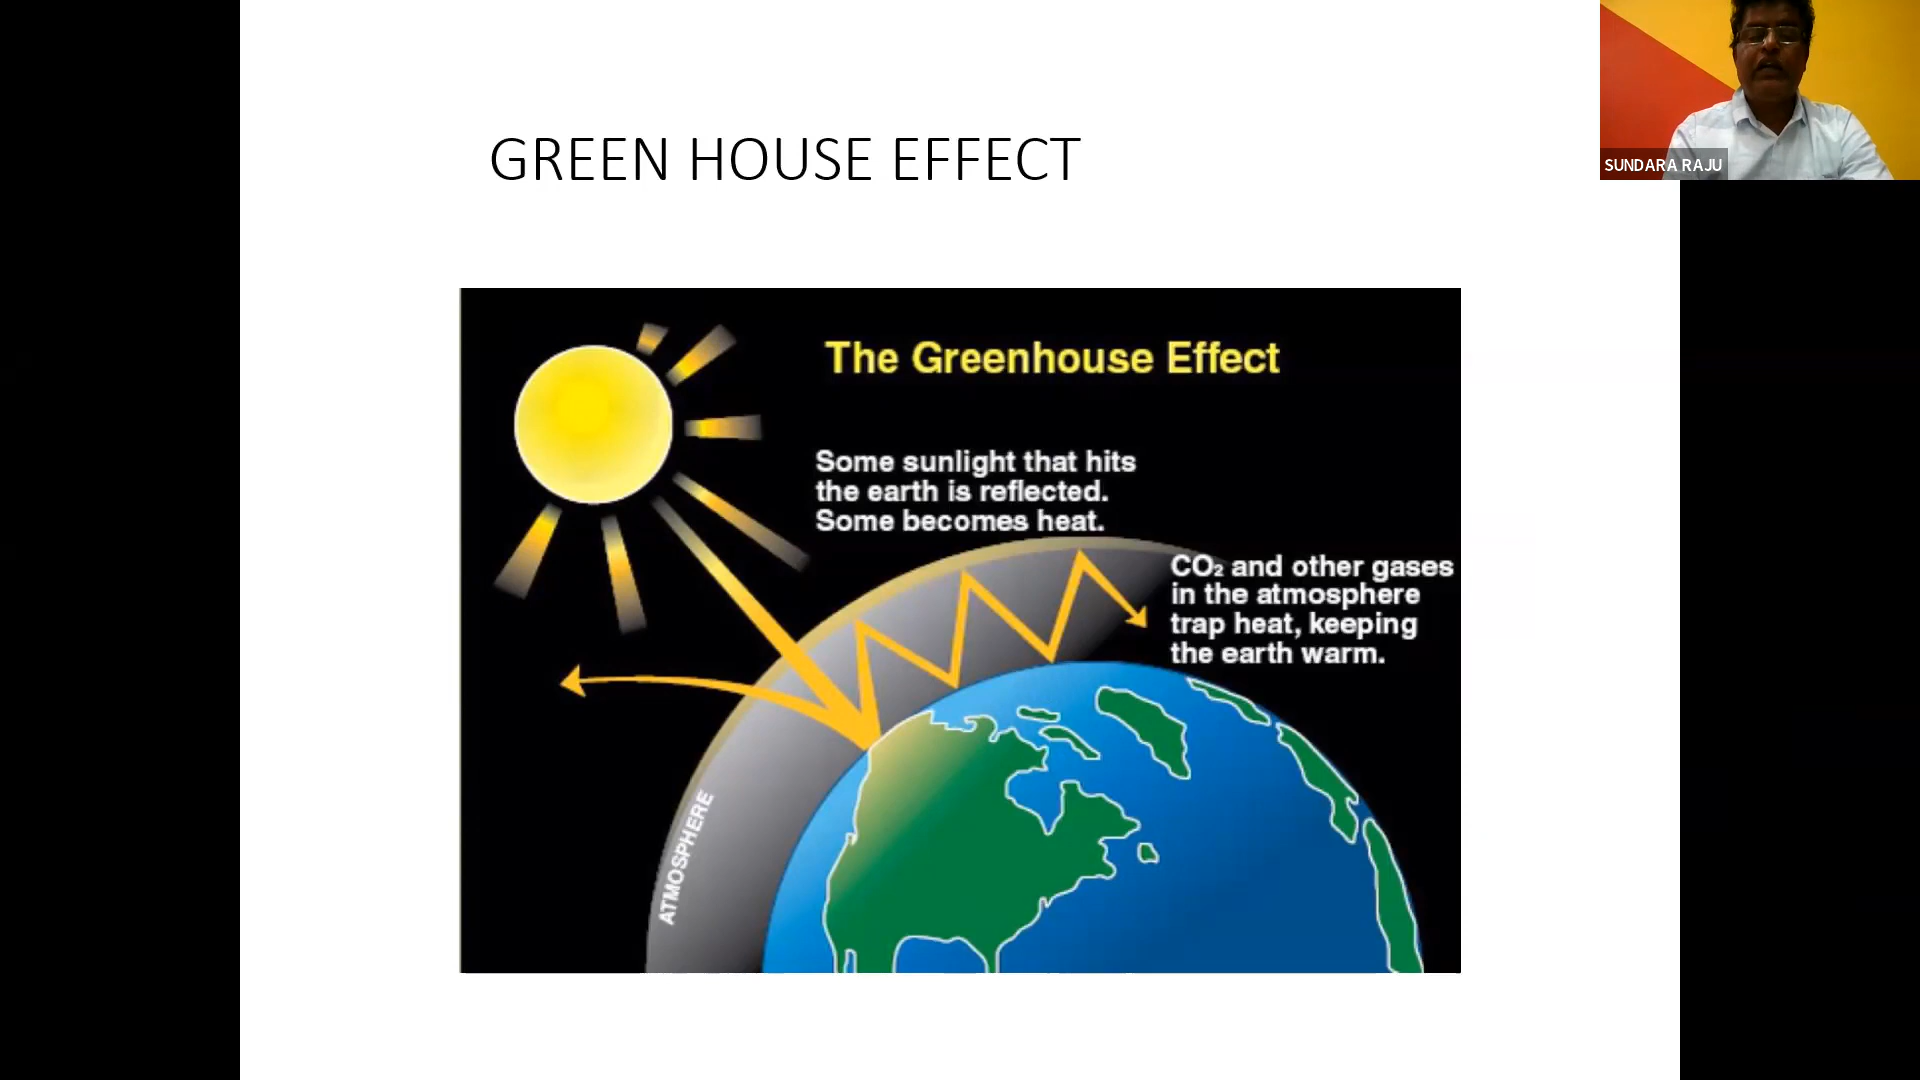 GREEN HOUSE EFFECT
SUNDARA RAJU
The Greenhouse Effect
Some sunlight that hits
the earth is reflected.
Some becomes heat.
CO₂ and other gases
in the atmosphere
trap heat, keeping
the earth warm.
ATMOSPHERE